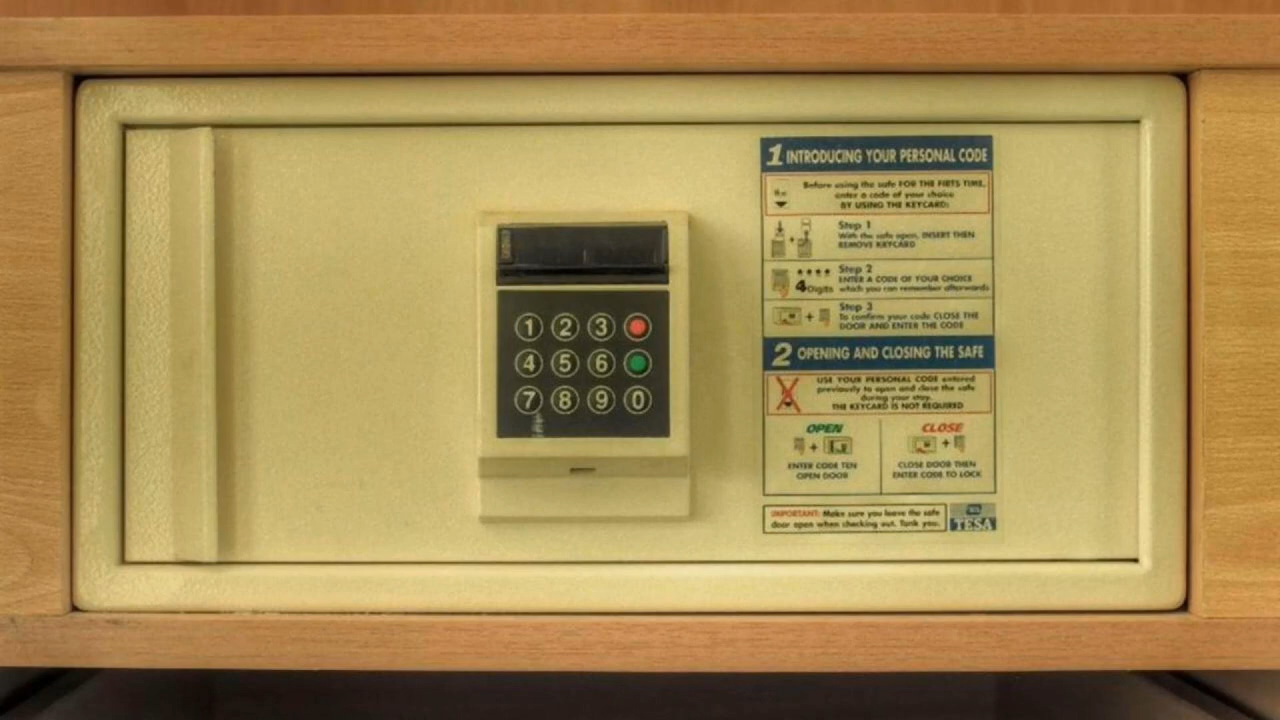 1 INTRODUCING YOUR PERSONAL CODE
Before using the safe FOR THE FIRTS TIME,
enter a code of your choice
BY USING THE KEYCARD:
Step 1
With the safe open, INSERT THEN
REMOVE KEYCARD
Step 2
ENTER A CODE OF YOUR CHOICE
4 Digits which you can remember afterwards
Step 3
To confirm your code CLOSE THE
DOOR AND ENTER THE CODE
1 2 3
4 5 6
7 8 9 0
2 OPENING AND CLOSING THE SAFE
USE YOUR PERSONAL CODE entered
previously to open and close the safe
during your stay.
THE KEYCARD IS NOT REQUIRED
OPEN
ENTER CODE TEN
OPEN DOOR
CLOSE
CLOSE DOOR THEN
ENTER CODE TO LOCK
IMPORTANT: Make sure you leave the safe
door open when checking out. Tank you.
TESA